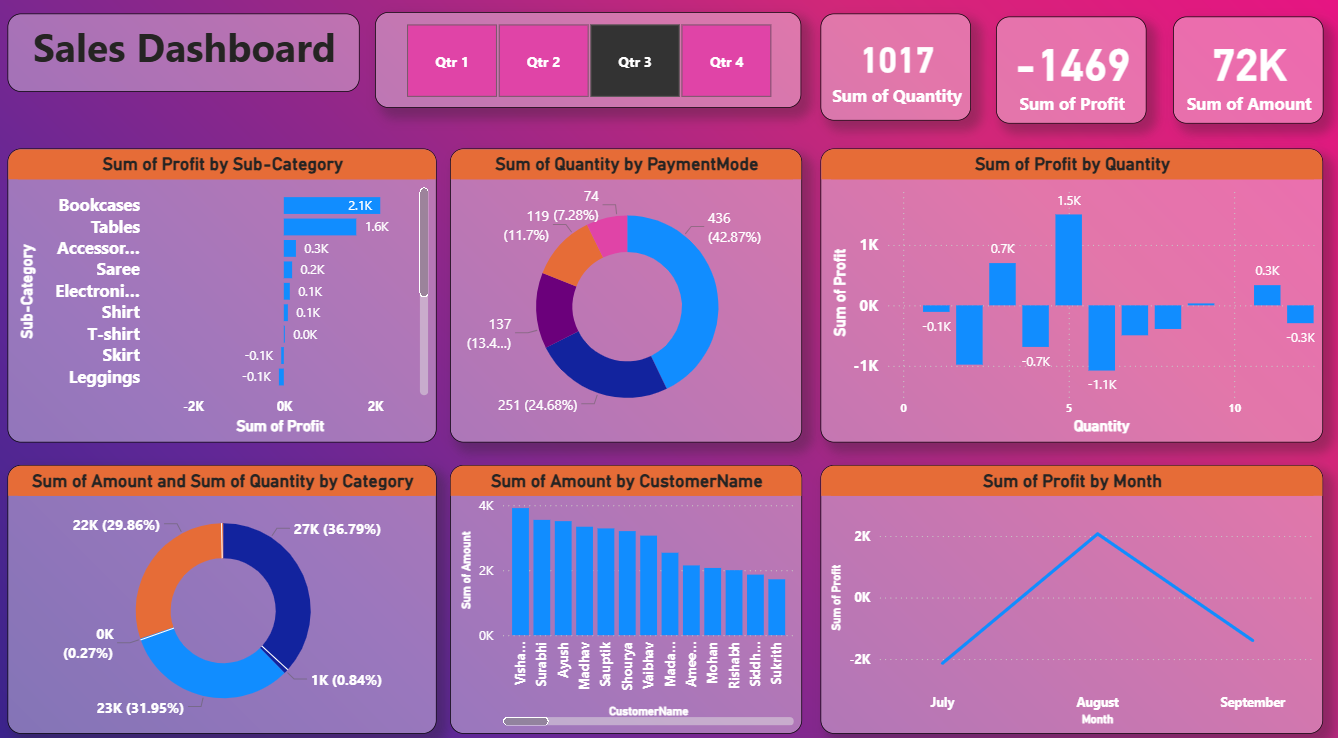 Sales Dashboard
Qtr 1
Qtr 2
Qtr 3
Qtr 4
1017
Sum of Quantity
-1469
Sum of Profit
72K
Sum of Amount
Sum of Profit by Sub-Category
Sub-Category
Bookcases
2.1K
Tables
1.6K
Accessor...
0.3K
Saree
0.2K
Electroni...
0.1K
Shirt
0.1K
T-shirt
0.0K
Skirt
-0.1K
Leggings
-0.1K
-2K
0K
2K
Sum of Profit
Sum of Quantity by PaymentMode
74
(7.28%)
436
(42.87%)
119
(11.7%)
137
(13.4...)
251 (24.68%)
Sum of Profit by Quantity
Sum of Profit
1K
0K
-1K
-0.1K
0.7K
-0.7K
1.5K
-1.1K
0.3K
-0.3K
0
5
10
Quantity
Sum of Amount and Sum of Quantity by Category
22K (29.86%)
27K (36.79%)
0K
(0.27%)
1K (0.84%)
23K (31.95%)
Sum of Amount by CustomerName
Sum of Amount
4K
2K
0K
Visha...
Surabhi
Ayush
Madhav
Sauptik
Shourya
Vaibhav
Mada...
Amee...
Mohan
Rishabh
Siddh...
Sukrith
CustomerName
Sum of Profit by Month
Sum of Profit
2K
0K
-2K
July
August
September
Month